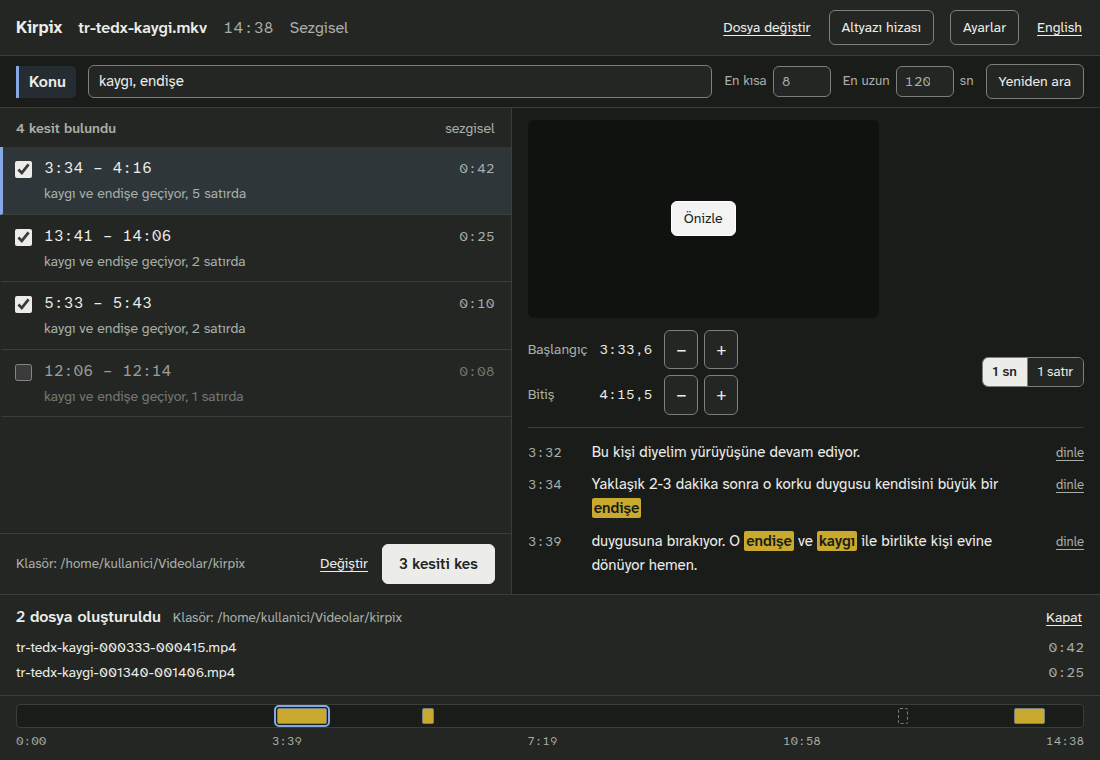 Kirpix tr-tedx-kaygi.mkv 14:38 Sezgisel Dosya değiştir Altyazı hizası Ayarlar English
Konu kaygı, endişe En kısa 8 En uzun 120 sn Yeniden ara
4 kesit bulundu sezgisel
3:34 – 4:16 0:42
kaygı ve endişe geçiyor, 5 satırda
13:41 – 14:06 0:25
kaygı ve endişe geçiyor, 2 satırda
5:33 – 5:43 0:10
kaygı ve endişe geçiyor, 2 satırda
12:06 – 12:14 0:08
kaygı ve endişe geçiyor, 1 satırda
Klasör: /home/kullanici/Videolar/kirpix Değiştir 3 kesiti kes
Önizle
Başlangıç 3:33,6 − +
Bitiş 4:15,5 − +
1 sn 1 satır
3:32 Bu kişi diyelim yürüyüşüne devam ediyor. dinle
3:34 Yaklaşık 2-3 dakika sonra o korku duygusu kendisini büyük bir dinle
endişe
3:39 duygusuna bırakıyor. O endişe ve kaygı ile birlikte kişi evine dinle
dönüyor hemen.
2 dosya oluşturuldu Klasör: /home/kullanici/Videolar/kirpix Kapat
tr-tedx-kaygi-000333-000415.mp4 0:42
tr-tedx-kaygi-001340-001406.mp4 0:25
0:00 3:39 7:19 10:58 14:38